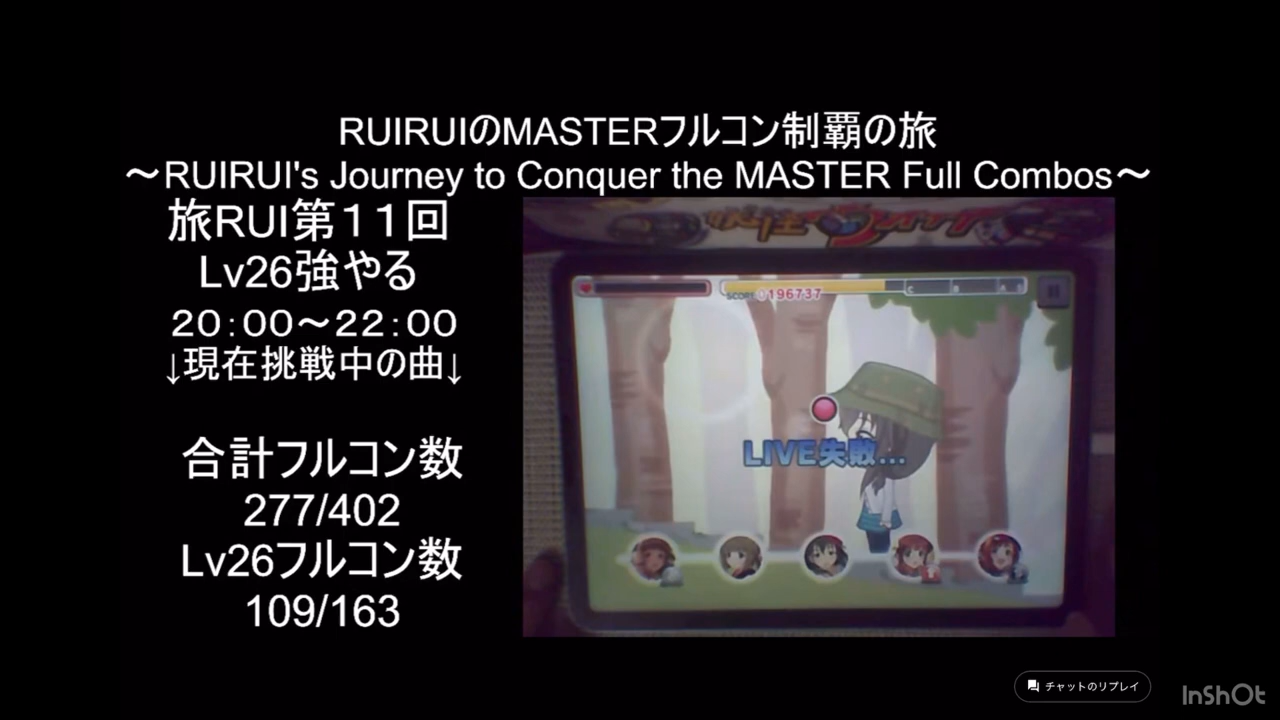 RUIRUIのMASTERフルコン制覇の旅
～RUIRUI's Journey to Conquer the MASTER Full Combos～
旅RUI第１１回
Lv26強やる
２０：００～２２：００
↓現在挑戦中の曲↓
合計フルコン数
277/402
Lv26フルコン数
109/163
SCORE 0196737
C B A S
LIVE失敗...
チャットのリプレイ
InShOt